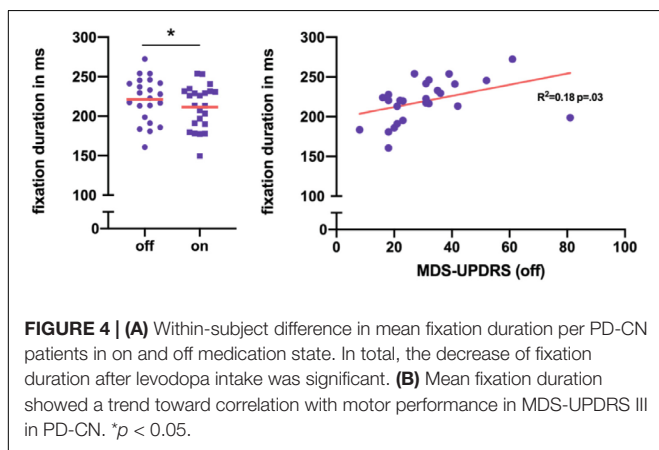 *
fixation duration in ms
300
250
200
150
100
0
off
on
fixation duration in ms
300
250
200
150
100
0
R²=0.18 p=.03
0
20
40
60
80
100
MDS-UPDRS (off)
FIGURE 4 | (A) Within-subject difference in mean fixation duration per PD-CN
patients in on and off medication state. In total, the decrease of fixation
duration after levodopa intake was significant. (B) Mean fixation duration
showed a trend toward correlation with motor performance in MDS-UPDRS III
in PD-CN. *p < 0.05.